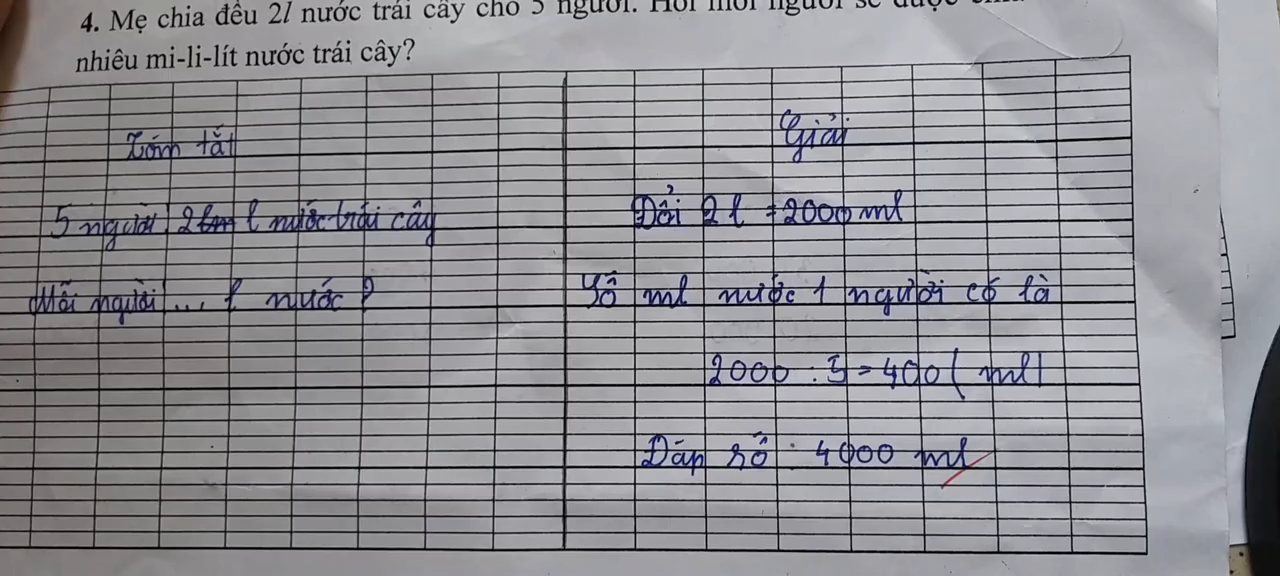 4. Mẹ chia đều 2l nước trái cây cho 5 người. Hỏi mỗi người sẽ được
nhiêu mi-li-lít nước trái cây?
Tóm tắt
5 người 2 l nước trái cây
Mỗi người ... l nước ?
Giải
Đổi 2 l = 2000 ml
Số ml nước 1 người có là
2000 : 5 = 400 ( ml)
Đáp số : 4000 ml